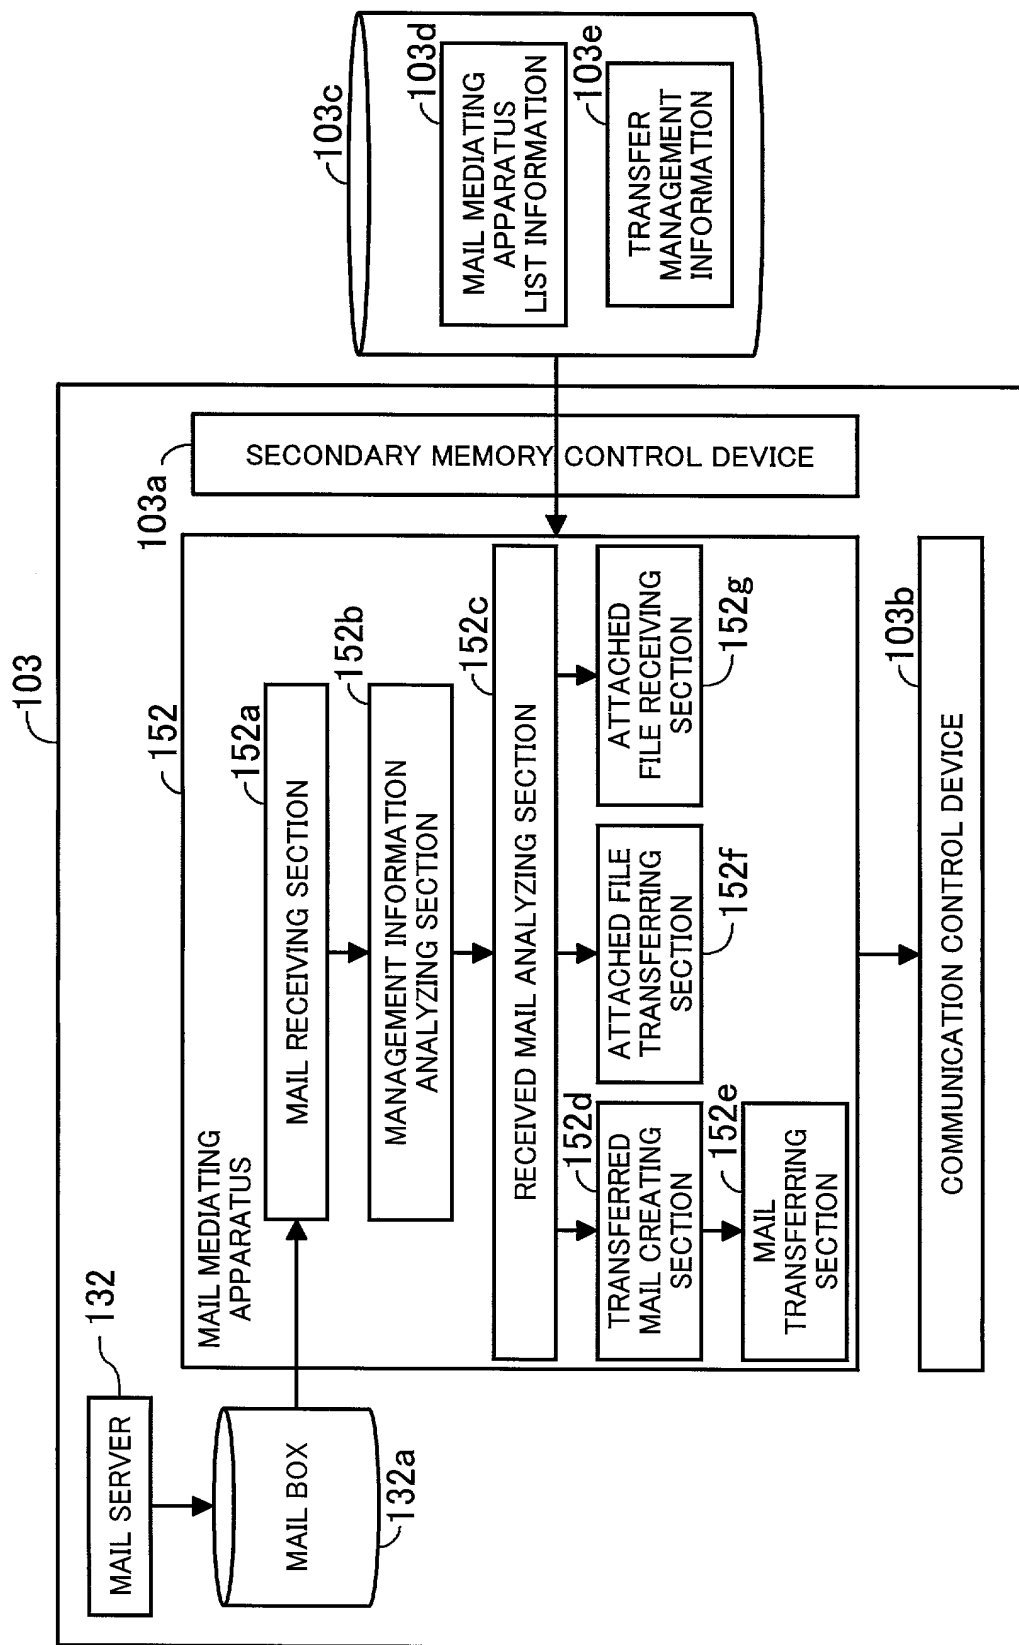 103
MAIL SERVER
132
MAIL BOX
132a
MAIL MEDIATING
APPARATUS
152
MAIL RECEIVING SECTION
152a
MANAGEMENT INFORMATION
ANALYZING SECTION
152b
RECEIVED MAIL ANALYZING SECTION
152c
TRANSFERRED
MAIL CREATING
SECTION
152d
MAIL
TRANSFERRING
SECTION
152e
ATTACHED FILE
TRANSFERRING
SECTION
152f
ATTACHED
FILE RECEIVING
SECTION
152g
SECONDARY MEMORY CONTROL DEVICE
103a
COMMUNICATION CONTROL DEVICE
103b
103c
MAIL MEDIATING
APPARATUS
LIST INFORMATION
103d
TRANSFER
MANAGEMENT
INFORMATION
103e